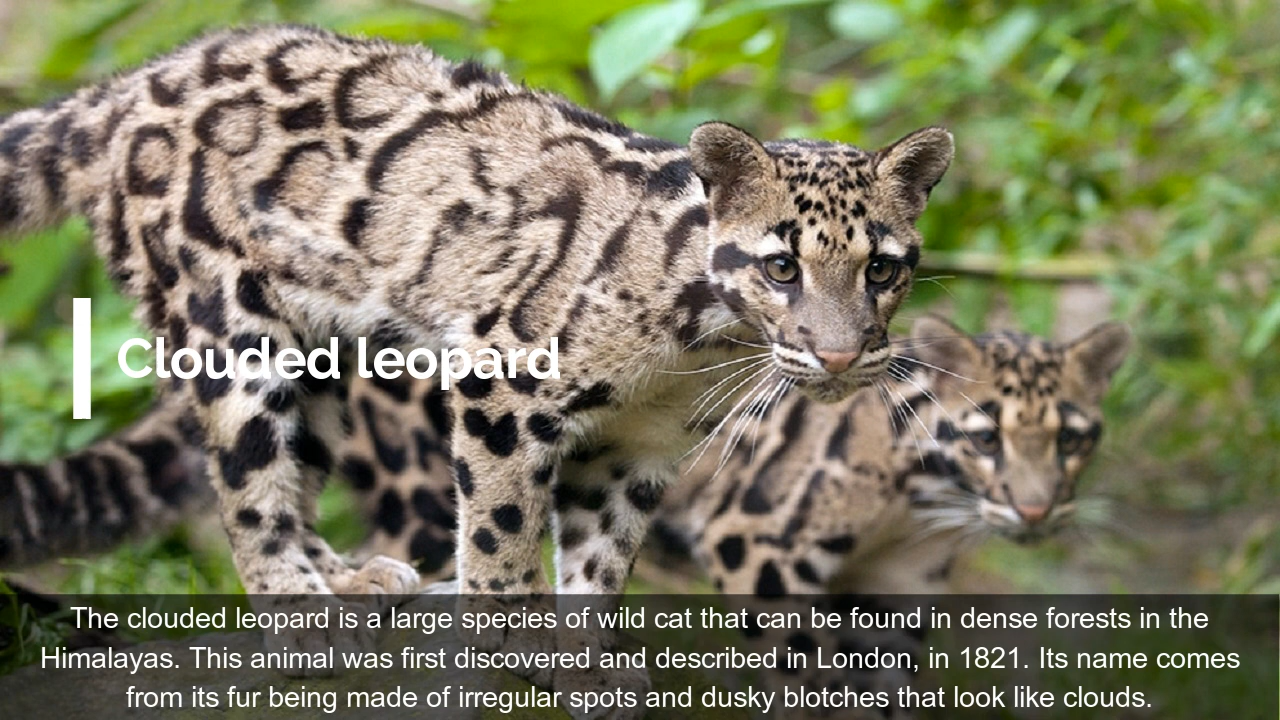 Clouded leopard
The clouded leopard is a large species of wild cat that can be found in dense forests in the
Himalayas. This animal was first discovered and described in London, in 1821. Its name comes
from its fur being made of irregular spots and dusky blotches that look like clouds.